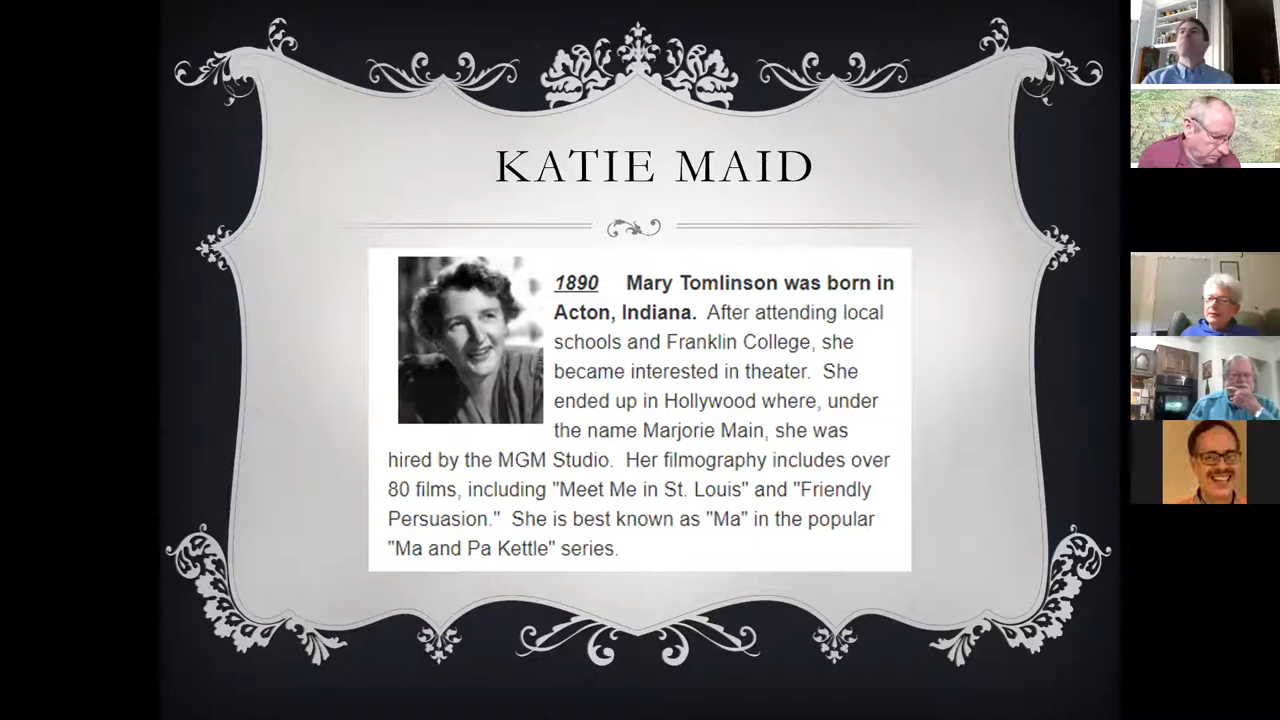 KATIE MAID
1890 Mary Tomlinson was born in
Acton, Indiana. After attending local
schools and Franklin College, she
became interested in theater. She
ended up in Hollywood where, under
the name Marjorie Main, she was
hired by the MGM Studio. Her filmography includes over
80 films, including "Meet Me in St. Louis" and "Friendly
Persuasion." She is best known as "Ma" in the popular
"Ma and Pa Kettle" series.